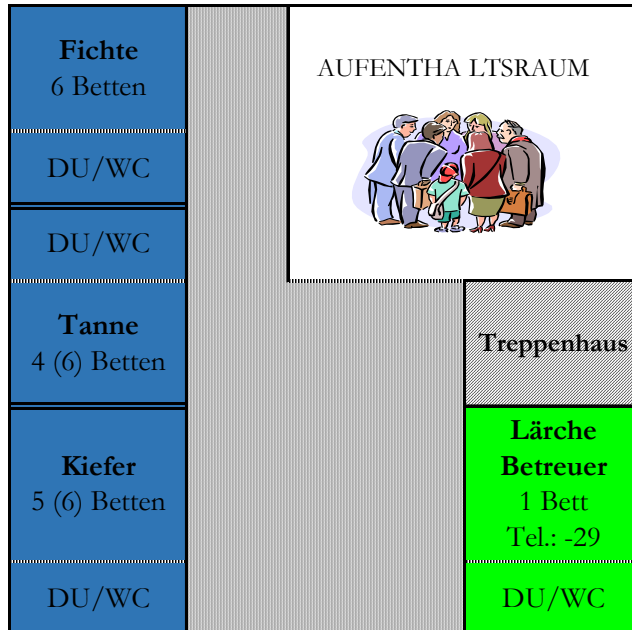 Fichte
6 Betten
DU/WC
DU/WC
Tanne
4 (6) Betten
Kiefer
5 (6) Betten
DU/WC
AUFENTHA LTSRAUM
Treppenhaus
Lärche
Betreuer
1 Bett
Tel.: -29
DU/WC